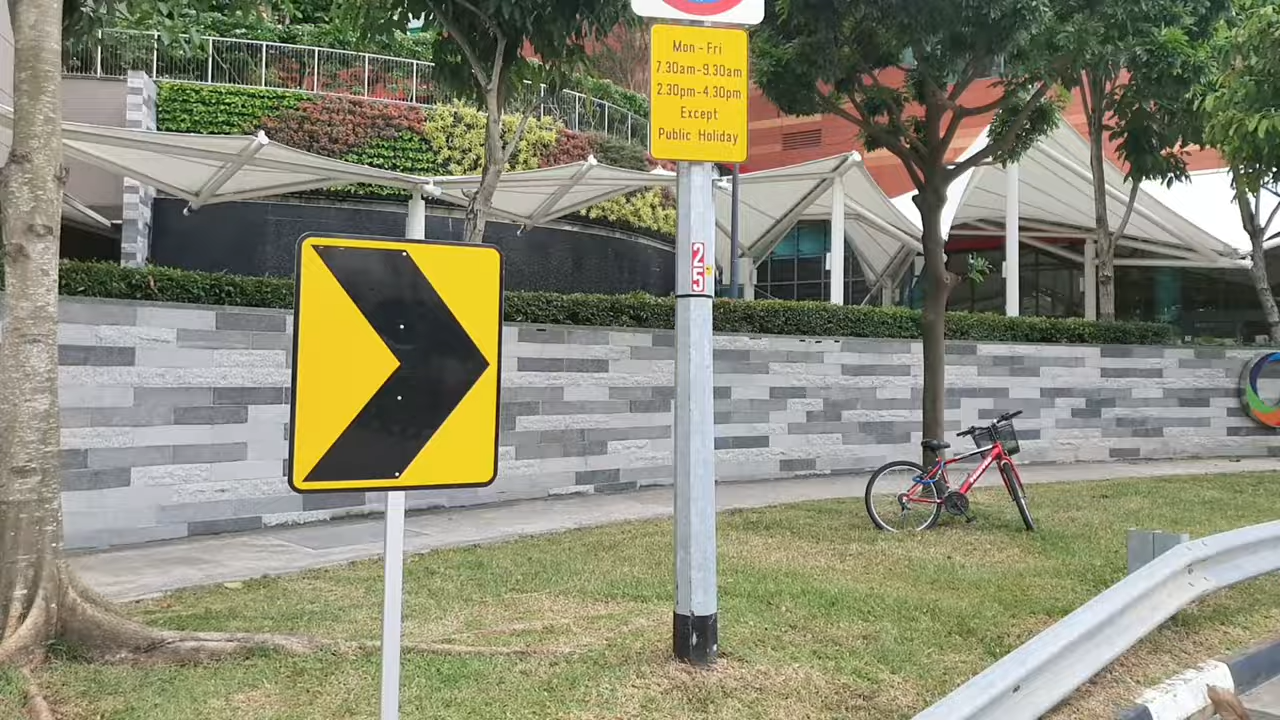 Mon - Fri
7.30am-9.30am
2.30pm-4.30pm
Except
Public Holiday
25